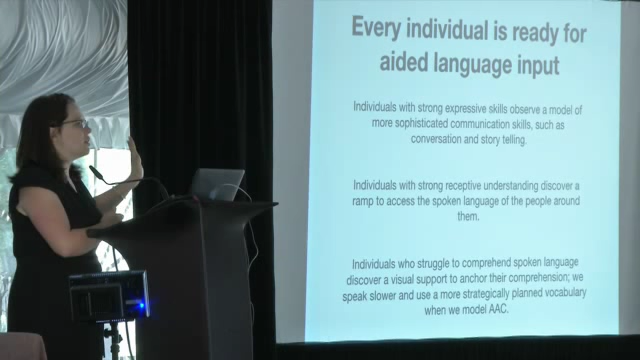 Every individual is ready for
aided language input
Individuals with strong expressive skills observe a model of
more sophisticated communication skills, such as
conversation and story telling.
Individuals with strong receptive understanding discover a
ramp to access the spoken language of the people around
them.
Individuals who struggle to comprehend spoken language
discover a visual support to anchor their comprehension; we
speak slower and use a more strategically planned vocabulary
when we model AAC.